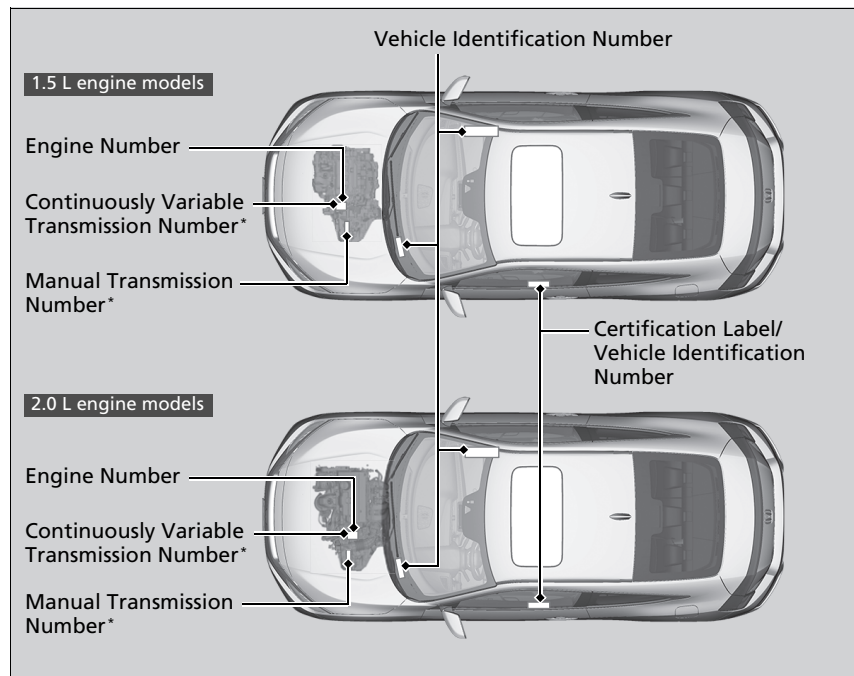 Vehicle Identification Number
1.5 L engine models
Engine Number
Continuously Variable
Transmission Number*
Manual Transmission
Number*
Certification Label/
Vehicle Identification
Number
2.0 L engine models
Engine Number
Continuously Variable
Transmission Number*
Manual Transmission
Number*